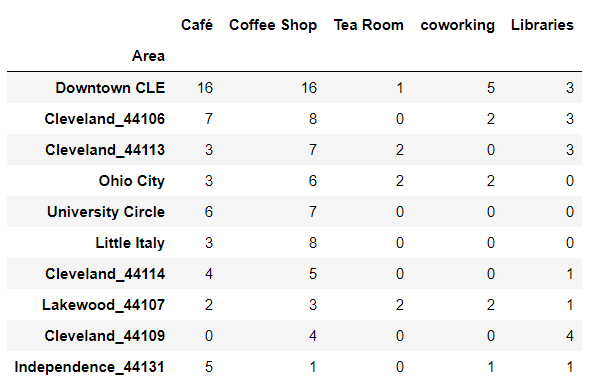 Café Coffee Shop Tea Room coworking Libraries
Area
Downtown CLE 16 16 1 5 3
Cleveland_44106 7 8 0 2 3
Cleveland_44113 3 7 2 0 3
Ohio City 3 6 2 2 0
University Circle 6 7 0 0 0
Little Italy 3 8 0 0 0
Cleveland_44114 4 5 0 0 1
Lakewood_44107 2 3 2 2 1
Cleveland_44109 0 4 0 0 4
Independence_44131 5 1 0 1 1